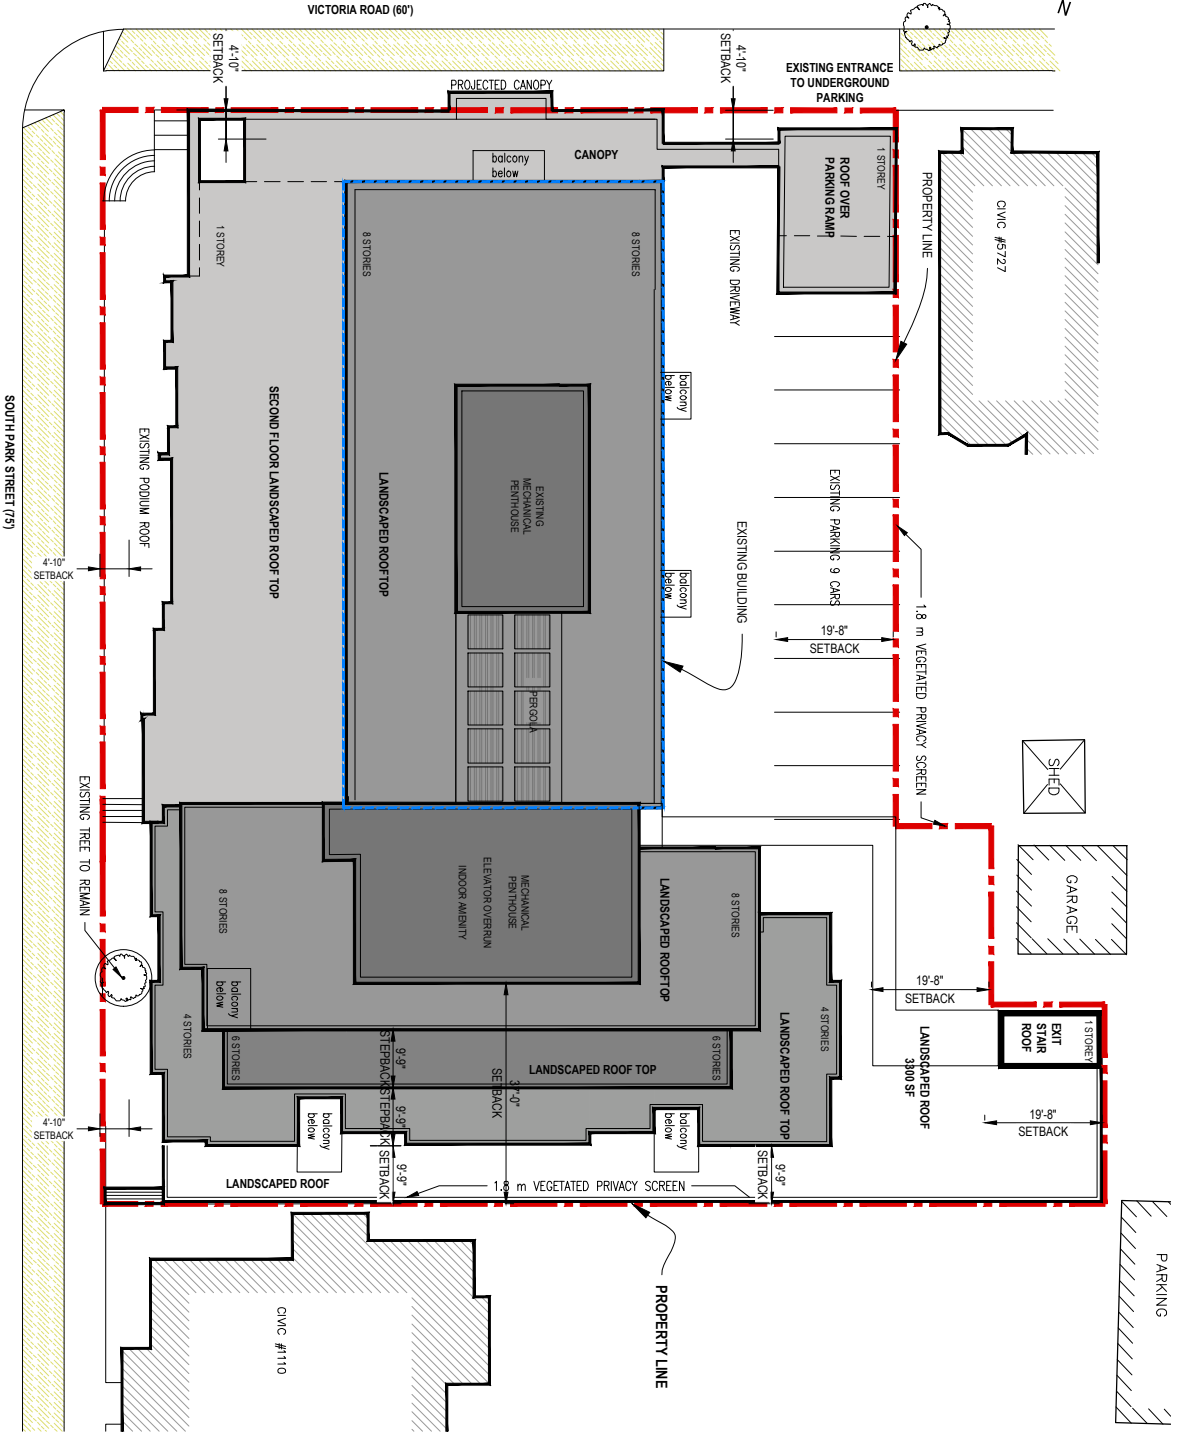 VICTORIA ROAD (60')
N
4'-10"
SETBACK
4'-10"
SETBACK
PROJECTED CANOPY
EXISTING ENTRANCE
TO UNDERGROUND
PARKING
balcony
below
CANOPY
1 STOREY
ROOF OVER
PARKING RAMP
PROPERTY LINE
CIVIC #5727
1 STOREY
8 STORIES
8 STORIES
EXISTING DRIVEWAY
balcony
below
SECOND FLOOR LANDSCAPED ROOF TOP
EXISTING PODIUM ROOF
LANDSCAPED ROOFTOP
EXISTING
MECHANICAL
PENTHOUSE
EXISTING BUILDING
EXISTING PARKING 9 CARS
SOUTH PARK STREET (75')
4'-10"
SETBACK
balcony
below
19'-8"
SETBACK
1.8 m VEGETATED PRIVACY SCREEN
PERGOLA
SHED
EXISTING TREE TO REMAIN
8 STORIES
MECHANICAL
PENTHOUSE
ELEVATOR OVERRUN
INDOOR AMENITY
LANDSCAPED ROOFTOP
8 STORIES
GARAGE
balcony
below
19'-8"
SETBACK
4 STORIES
6 STORIES
9'-9"
STEPBACK
37'-0"
SETBACK
LANDSCAPED ROOF TOP
6 STORIES
LANDSCAPED ROOF TOP
4 STORIES
LANDSCAPED ROOF
3300 SF
EXIT
STAIR
ROOF
1 STOREY
4'-10"
SETBACK
balcony
below
9'-9"
STEPBACK
balcony
below
19'-8"
SETBACK
LANDSCAPED ROOF
9'-9"
SETBACK
1.8 m VEGETATED PRIVACY SCREEN
9'-9"
SETBACK
CIVIC #1110
PROPERTY LINE
PARKING